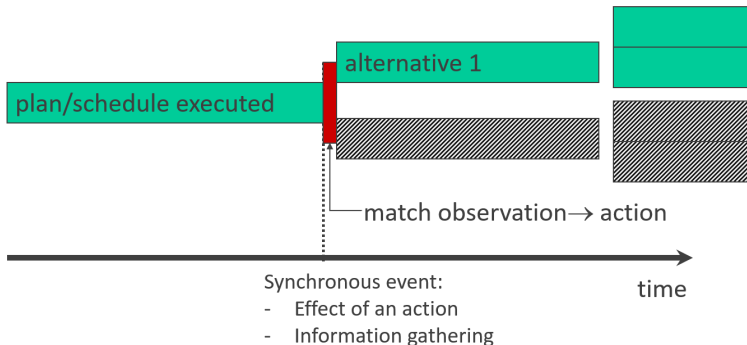 alternative 1
plan/schedule executed
match observation→ action
time
Synchronous event:
- Effect of an action
- Information gathering